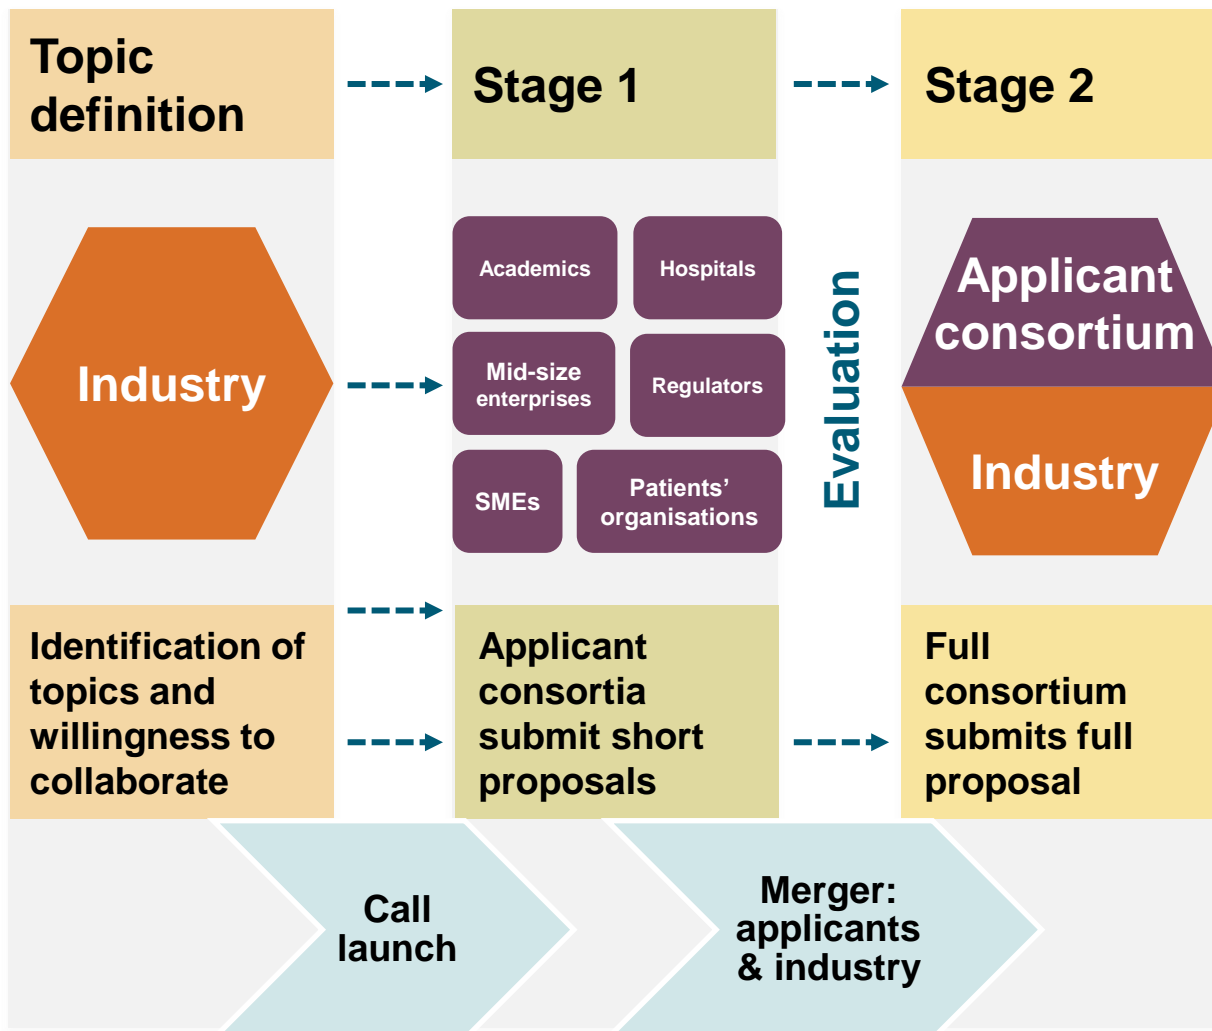 Topic
definition
Stage 1
Stage 2
Industry
Academics
Hospitals
Mid-size
enterprises
Regulators
SMEs
Patients’
organisations
Evaluation
Applicant
consortium
Industry
Identification of
topics and
willingness to
collaborate
Applicant
consortia
submit short
proposals
Full
consortium
submits full
proposal
Call
launch
Merger:
applicants
& industry